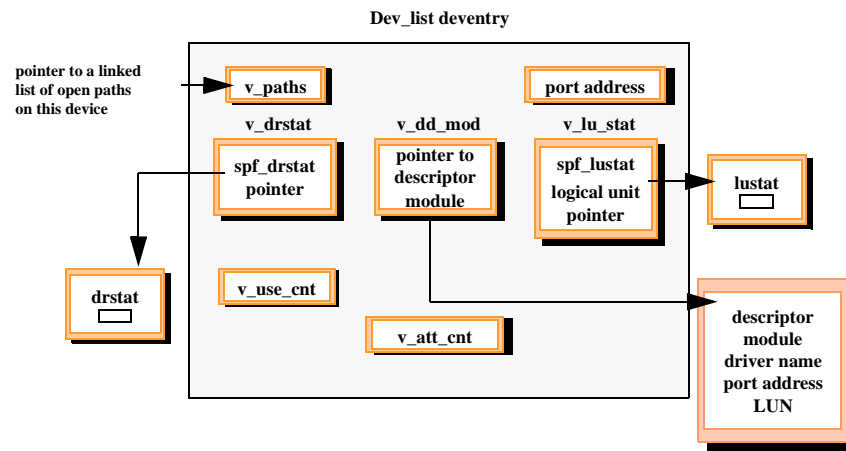 Dev_list deventry
pointer to a linked
list of open paths
on this device
v_paths
port address
v_drstat
v_dd_mod
v_lu_stat
spf_drstat
pointer
pointer to
descriptor
module
spf_lustat
logical unit
pointer
lustat
drstat
v_use_cnt
v_att_cnt
descriptor
module
driver name
port address
LUN